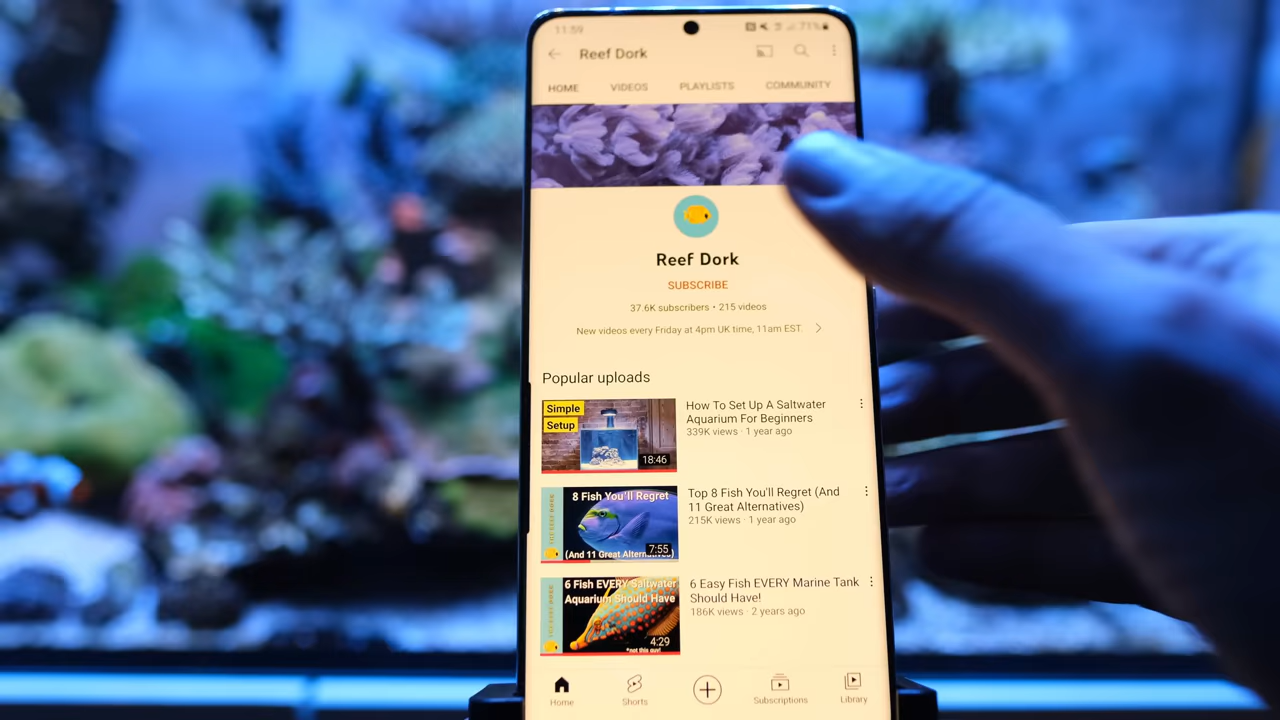 11:59
71%
Reef Dork
HOME VIDEOS PLAYLISTS COMMUNITY
Reef Dork
SUBSCRIBE
37.6K subscribers • 215 videos
New videos every Friday at 4pm UK time, 11am EST.
Popular uploads
Simple
Setup
18:46
How To Set Up A Saltwater
Aquarium For Beginners
339K views · 1 year ago
8 Fish You'll Regret
(And 11 Great Alternatives)
7:55
Top 8 Fish You'll Regret (And
11 Great Alternatives)
215K views · 1 year ago
6 Fish EVERY Saltwater
Aquarium Should Have
4:29
*not this guy!
6 Easy Fish EVERY Marine Tank
Should Have!
186K views · 2 years ago
Home Shorts Subscriptions Library